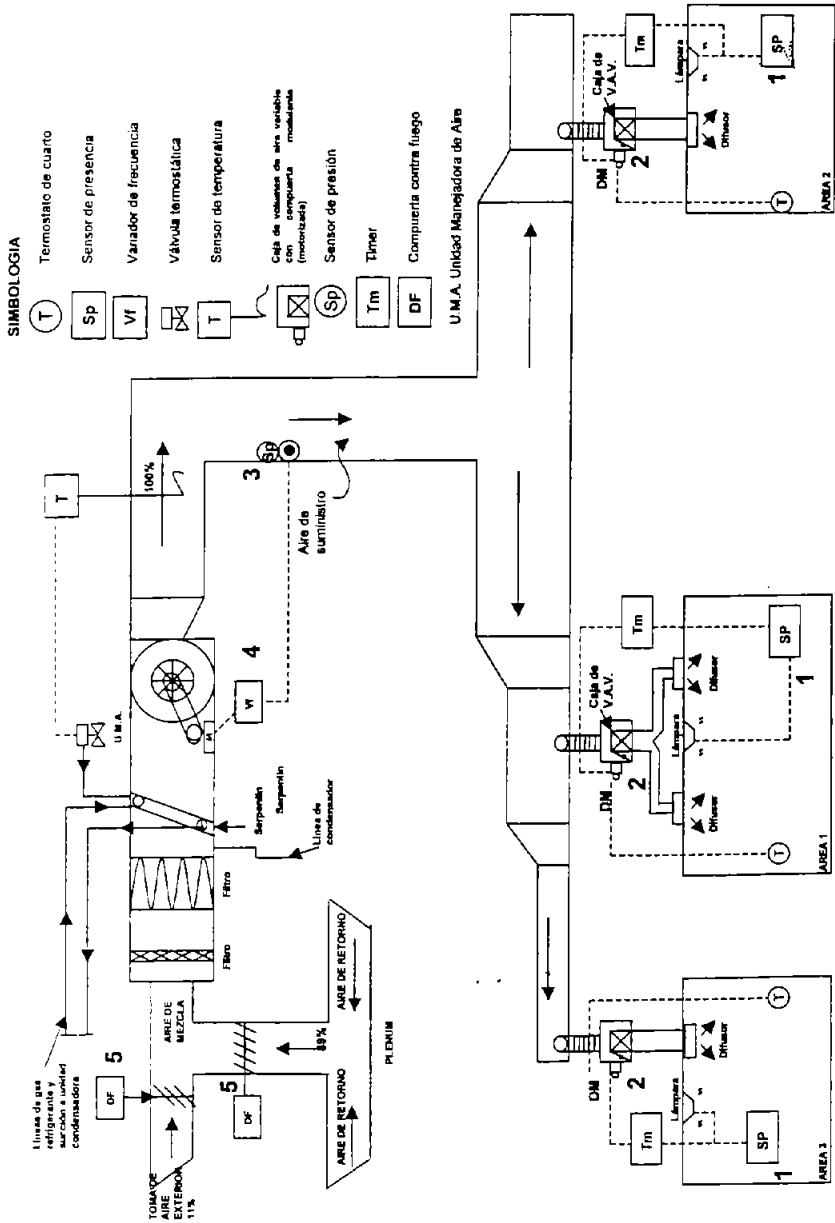 SIMBOLOGIA
T
Termostato de cuarto
Sp
Sensor de presencia
Vf
Variador de frecuencia
Válvula termostática
T
Sensor de temperatura
Caja de volumenes de aire variable
con compuerta modulante
(motorizada)
Sp
Sensor de presión
Tm
Timer
DF
Compuerta contra fuego
U.M.A. Unidad Manejadora de Aire
T
100%
3
Sp
Aire de
suministro
4
Vf
M
U.M.A.
Serpentín
Serpentín
Línea de
condensador
Filtro
Filtro
Líneas de gas
refrigerante y
succión a unidad
condensadora
5
DF
TOMA DE
AIRE
EXTERIOR
11%
AIRE DE
MEZCLA
5
DF
89%
AIRE DE RETORNO
AIRE DE RETORNO
PLENUM
DM
Tm
2
Lámpara
Difusor
SP
1
T
AREA 3
DM
Caja de
V.A.V.
Tm
2
Difusor
Lámpara
Difusor
SP
1
T
AREA 1
DM
Caja de
V.A.V.
Tm
2
Difusor
Lámpara
SP
1
T
AREA 2